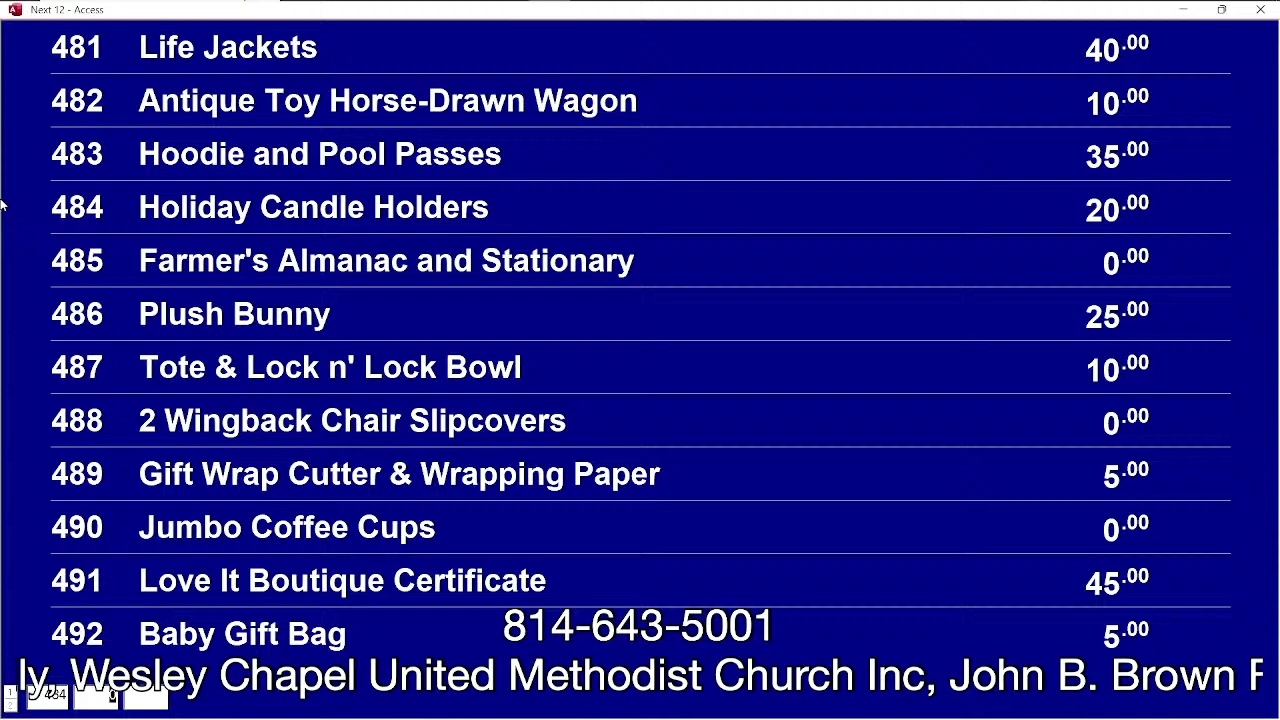 Next 12 - Access
481 Life Jackets 40.00
482 Antique Toy Horse-Drawn Wagon 10.00
483 Hoodie and Pool Passes 35.00
484 Holiday Candle Holders 20.00
485 Farmer's Almanac and Stationary 0.00
486 Plush Bunny 25.00
487 Tote & Lock n' Lock Bowl 10.00
488 2 Wingback Chair Slipcovers 0.00
489 Gift Wrap Cutter & Wrapping Paper 5.00
490 Jumbo Coffee Cups 0.00
491 Love It Boutique Certificate 45.00
492 Baby Gift Bag 5.00
814-643-5001
ly, Wesley Chapel United Methodist Church Inc, John B. Brown F
1
2
484